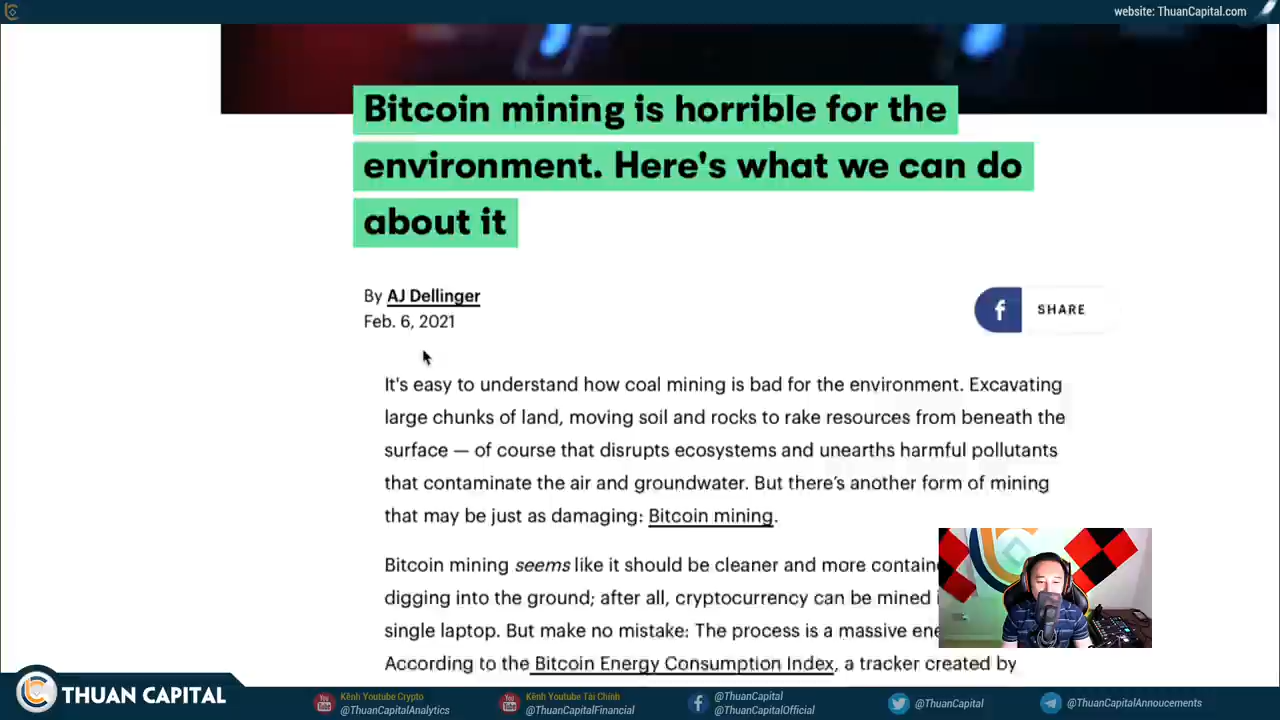 website: ThuanCapital.com
Bitcoin mining is horrible for the
environment. Here's what we can do
about it
By AJ Dellinger
Feb. 6, 2021
f SHARE
It's easy to understand how coal mining is bad for the environment. Excavating
large chunks of land, moving soil and rocks to rake resources from beneath the
surface — of course that disrupts ecosystems and unearths harmful pollutants
that contaminate the air and groundwater. But there's another form of mining
that may be just as damaging: Bitcoin mining.
Bitcoin mining seems like it should be cleaner and more
digging into the ground; after all, cryptocurrency can be mined
single laptop. But make no mistake: The process is a massive
According to the Bitcoin Energy Consumption Index, a tracker created by
THUAN CAPITAL
Kênh Youtube Crypto
@ThuanCapitalAnalytics
Kênh Youtube Tài Chính
@ThuanCapitalFinancial
@ThuanCapital
@ThuanCapitalOfficial
@ThuanCapital
@ThuanCapitalAnnoucements